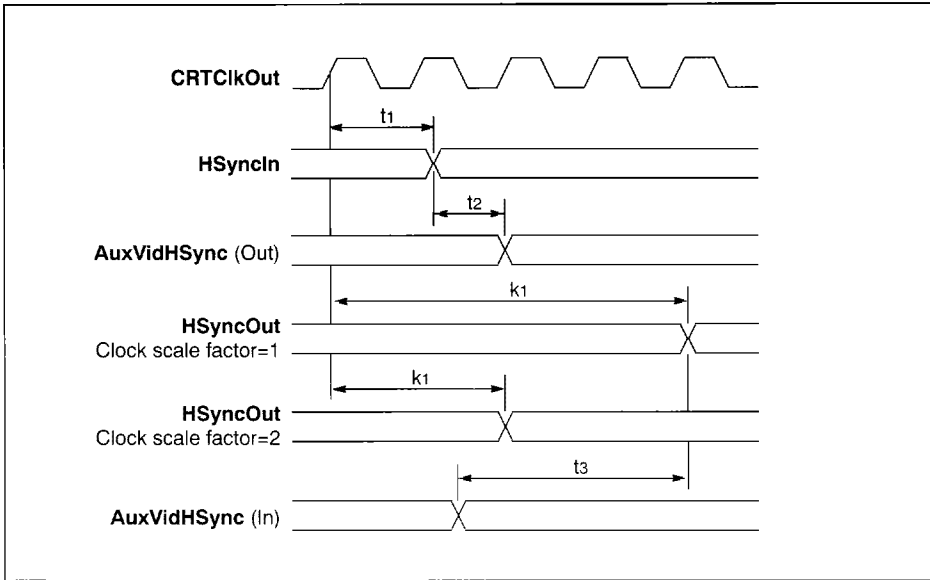 CRTClkOut
t1
HSyncIn
t2
AuxVidHSync (Out)
k1
HSyncOut
Clock scale factor=1
k1
HSyncOut
Clock scale factor=2
t3
AuxVidHSync (In)